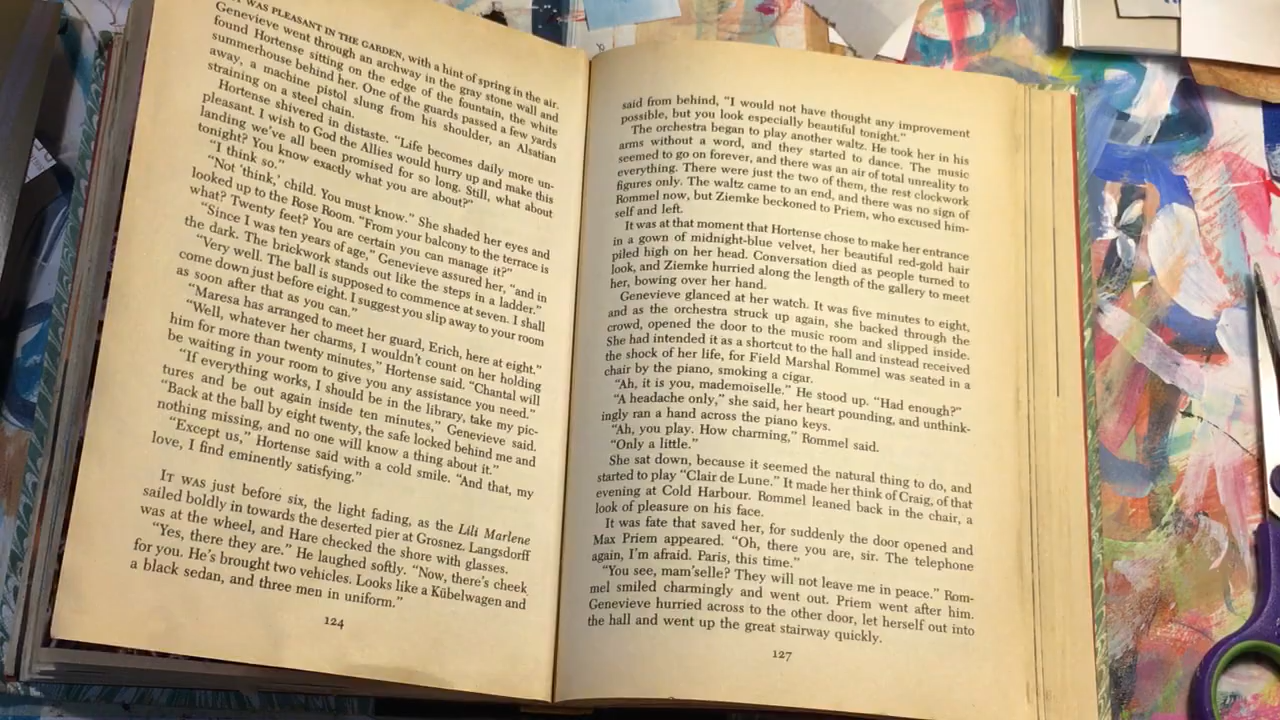 IT WAS PLEASANT IN THE GARDEN, with a hint of spring in the air.
Genevieve went through an archway in the gray stone wall and
found Hortense sitting on the edge of the fountain, the white
summerhouse behind her. One of the guards passed a few yards
away, a machine pistol slung from his shoulder, an Alsatian
straining on a steel chain.
Hortense shivered in distaste. “Life becomes daily more un-
pleasant. I wish to God the Allies would hurry up and make this
landing we’ve all been promised for so long. Still, what about
tonight? You know exactly what you are about?”
“I think so.”
“Not ‘think,’ child. You must know.” She shaded her eyes and
looked up to the Rose Room. “From your balcony to the terrace is
what? Twenty feet? You are certain you can manage it?”
“Since I was ten years of age,” Genevieve assured her, “and in
the dark. The brickwork stands out like the steps in a ladder.”
“Very well. The ball is supposed to commence at seven. I shall
come down just before eight. I suggest you slip away to your room
as soon after that as you can.”
“Maresa has arranged to meet her guard, Erich, here at eight.”
“Well, whatever her charms, I wouldn’t count on her holding
him for more than twenty minutes,” Hortense said. “Chantal will
be waiting in your room to give you any assistance you need.”
“If everything works, I should be in the library, take my pic-
tures and be out again inside ten minutes,” Genevieve said.
“Back at the ball by eight twenty, the safe locked behind me and
nothing missing, and no one will know a thing about it.”
“Except us,” Hortense said with a cold smile. “And that, my
love, I find eminently satisfying.”
IT WAS just before six, the light fading, as the Lili Marlene
sailed boldly in towards the deserted pier at Grosnez. Langsdorff
was at the wheel, and Hare checked the shore with glasses.
“Yes, there they are.” He laughed softly. “Now, there’s cheek
for you. He’s brought two vehicles. Looks like a Kübelwagen and
a black sedan, and three men in uniform.”
124
said from behind, “I would not have thought any improvement
possible, but you look especially beautiful tonight.”
The orchestra began to play another waltz. He took her in his
arms without a word, and they started to dance. The music
seemed to go on forever, and there was an air of total unreality to
everything. There were just the two of them, the rest clockwork
figures only. The waltz came to an end, and there was no sign of
Rommel now, but Ziemke beckoned to Priem, who excused him-
self and left.
It was at that moment that Hortense chose to make her entrance
in a gown of midnight-blue velvet, her beautiful red-gold hair
piled high on her head. Conversation died as people turned to
look, and Ziemke hurried along the length of the gallery to meet
her, bowing over her hand.
Genevieve glanced at her watch. It was five minutes to eight,
and as the orchestra struck up again, she backed through the
crowd, opened the door to the music room and slipped inside.
She had intended it as a shortcut to the hall and instead received
the shock of her life, for Field Marshal Rommel was seated in a
chair by the piano, smoking a cigar.
“Ah, it is you, mademoiselle.” He stood up. “Had enough?”
“A headache only,” she said, her heart pounding, and unthink-
ingly ran a hand across the piano keys.
“Ah, you play. How charming,” Rommel said.
“Only a little.”
She sat down, because it seemed the natural thing to do, and
started to play “Clair de Lune.” It made her think of Craig, of that
evening at Cold Harbour. Rommel leaned back in the chair, a
look of pleasure on his face.
It was fate that saved her, for suddenly the door opened and
Max Priem appeared. “Oh, there you are, sir. The telephone
again, I’m afraid. Paris, this time.”
“You see, mam’selle? They will not leave me in peace.” Rom-
mel smiled charmingly and went out. Priem went after him.
Genevieve hurried across to the other door, let herself out into
the hall and went up the great stairway quickly.
127